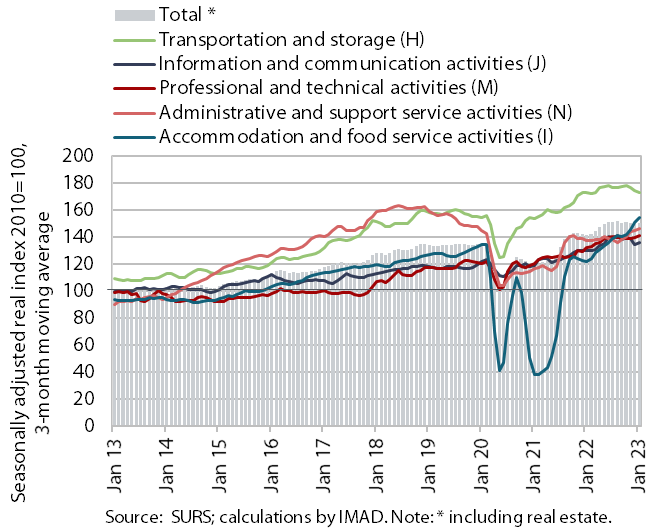 Total *
Transportation and storage (H)
Information and communication activities (J)
Professional and technical activities (M)
Administrative and support service activities (N)
Accommodation and food service activities (I)
Seasonally adjusted real index 2010=100,
3-month moving average
200
180
160
140
120
100
80
60
40
20
0
Jan 13
Jan 14
Jan 15
Jan 16
Jan 17
Jan 18
Jan 19
Jan 20
Jan 21
Jan 22
Jan 23
Source: SURS; calculations by IMAD. Note: * including real estate.